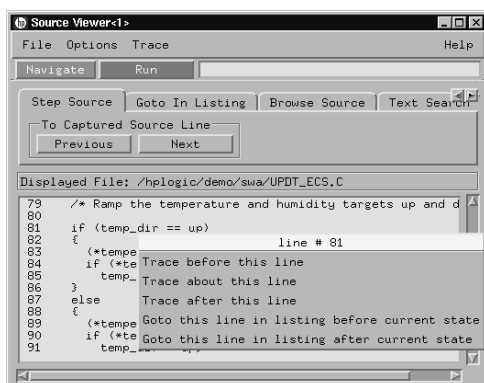 hp Source Viewer<1>
File Options Trace Help
Navigate Run
Step Source Goto In Listing Browse Source Text Search
To Captured Source Line
Previous Next
Displayed File: /hplogic/demo/swa/UPDT_ECS.C
79 /* Ramp the temperature and humidity targets up and d
80
81 if (temp_dir == up)
82 {
line # 81
83 (*tempe
Trace before this line
84 if (*te
85 temp_
Trace about this line
86 }
87 else
Trace after this line
88 {
89 (*tempe
Goto this line in listing before current state
90 if (*te
91
Goto this line in listing after current state